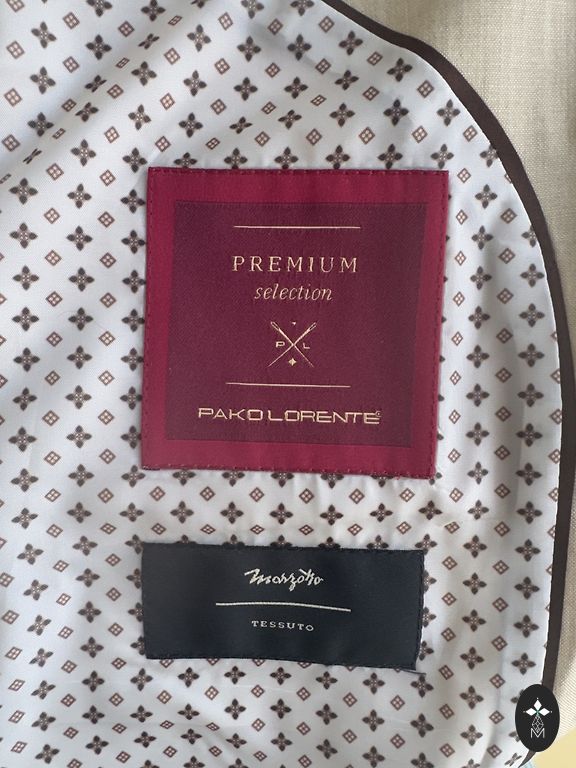 PREMIUM
selection
P L
PAKO LORENTE
Marzotto
TESSUTO
M